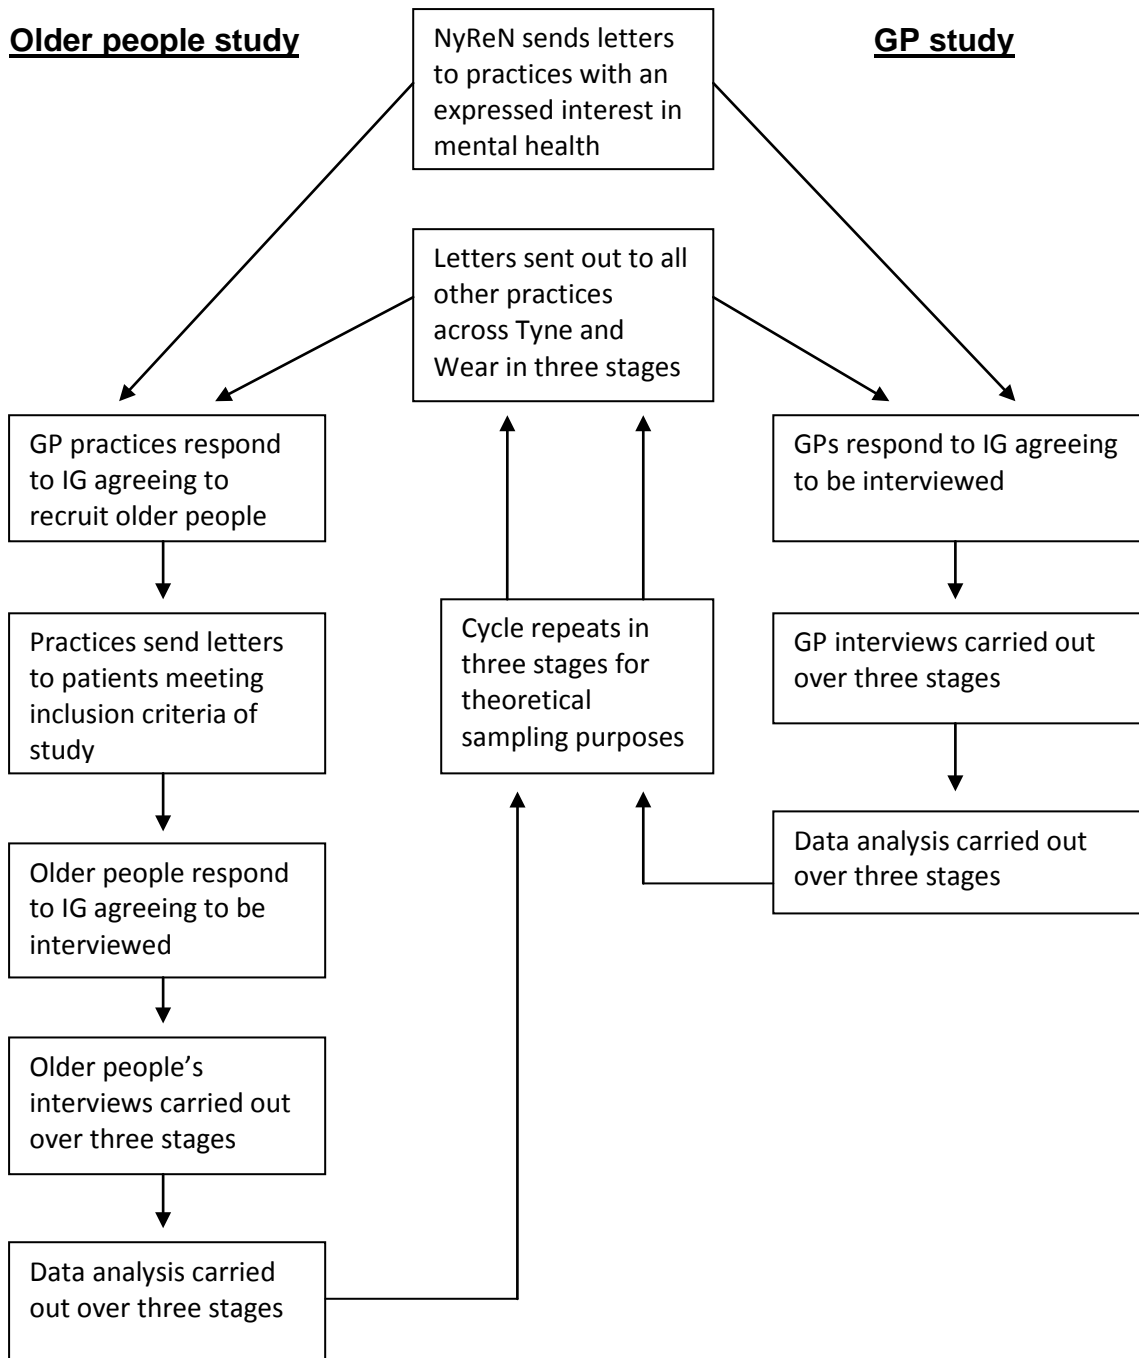 Older people study
NyReN sends letters
to practices with an
expressed interest in
mental health
GP study
Letters sent out to all
other practices
across Tyne and
Wear in three stages
GP practices respond
to IG agreeing to
recruit older people
GPs respond to IG agreeing
to be interviewed
Practices send letters
to patients meeting
inclusion criteria of
study
Cycle repeats in
three stages for
theoretical
sampling purposes
GP interviews carried out
over three stages
Older people respond
to IG agreeing to be
interviewed
Data analysis carried out
over three stages
Older people’s
interviews carried out
over three stages
Data analysis carried
out over three stages